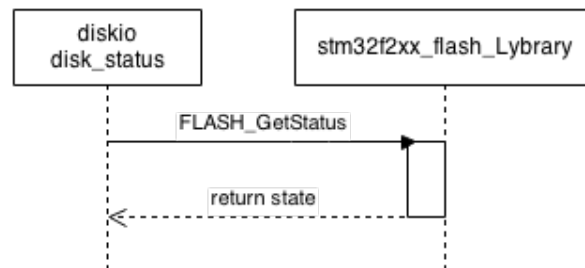 diskio
disk_status
stm32f2xx_flash_Lybrary
FLASH_GetStatus
return state